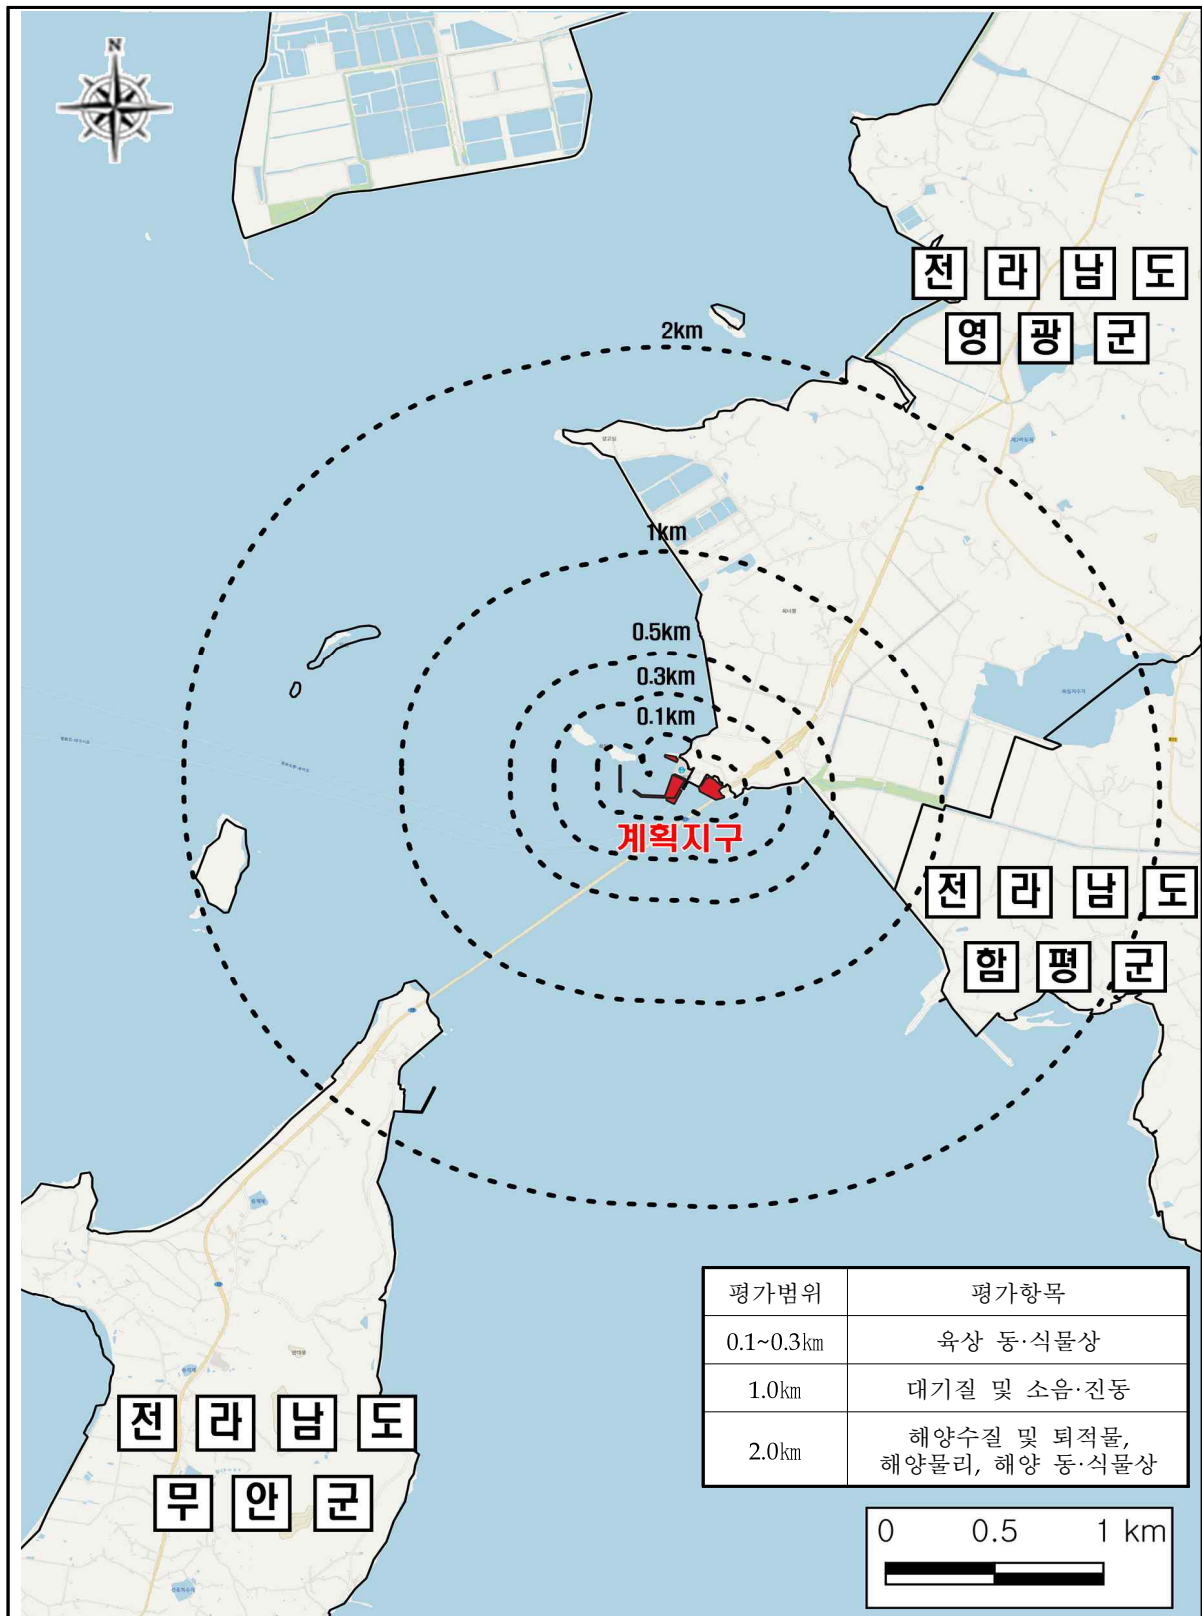 N
전 라 남 도
영 광 군
2km
1km
0.5km
0.3km
0.1km
계획지구
전 라 남 도
함 평 군
평가범위 평가항목
0.1~0.3㎞ 육상 동·식물상
1.0㎞ 대기질 및 소음·진동
2.0㎞ 해양수질 및 퇴적물,
해양물리, 해양 동·식물상
전 라 남 도
무 안 군
0 0.5 1 km